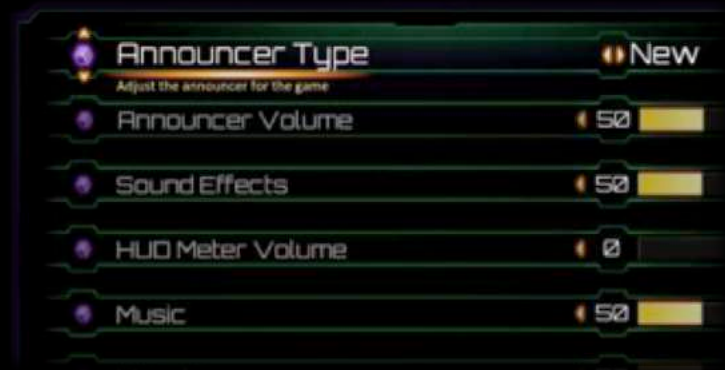 Announcer Type
New
Adjust the announcer for the game
Announcer Volume
50
Sound Effects
50
HUD Meter Volume
0
Music
50